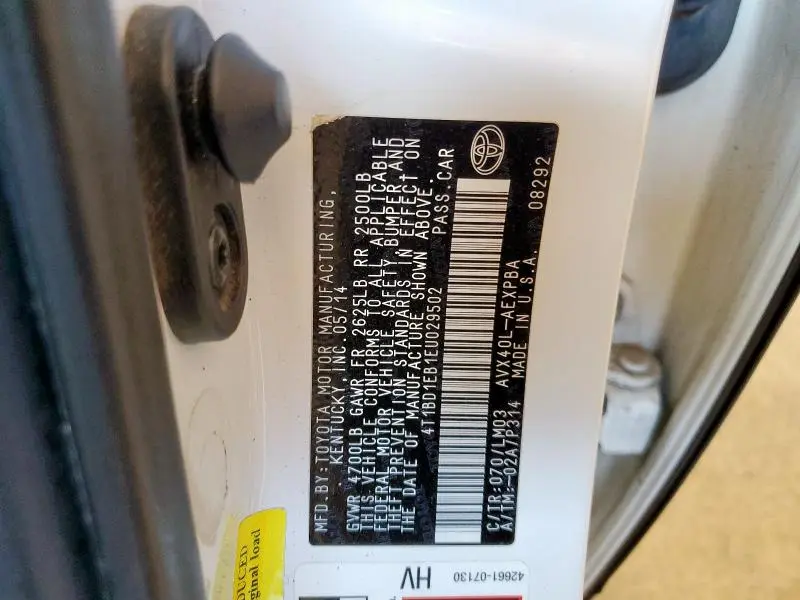 MFD.BY:TOYOTA MOTOR MANUFACTURING,
KENTUCKY, INC. 05/14
GVWR 4700LB GAWR FR 2625LB RR 2500LB
THIS VEHICLE CONFORMS TO ALL APPLICABLE
FEDERAL MOTOR VEHICLE SAFETY, BUMPER, AND
THEFT PREVENTION STANDARDS IN EFFECT ON
THE DATE OF MANUFACTURE SHOWN ABOVE.
4T1BD1EB1EU029502 PASS.CAR
C/TR:070/LM03 AVX40L-AEXPBA 08292
A/TM:-02A/P314 MADE IN U.S.A.
DUCED
ginal load
42661-07130
HV